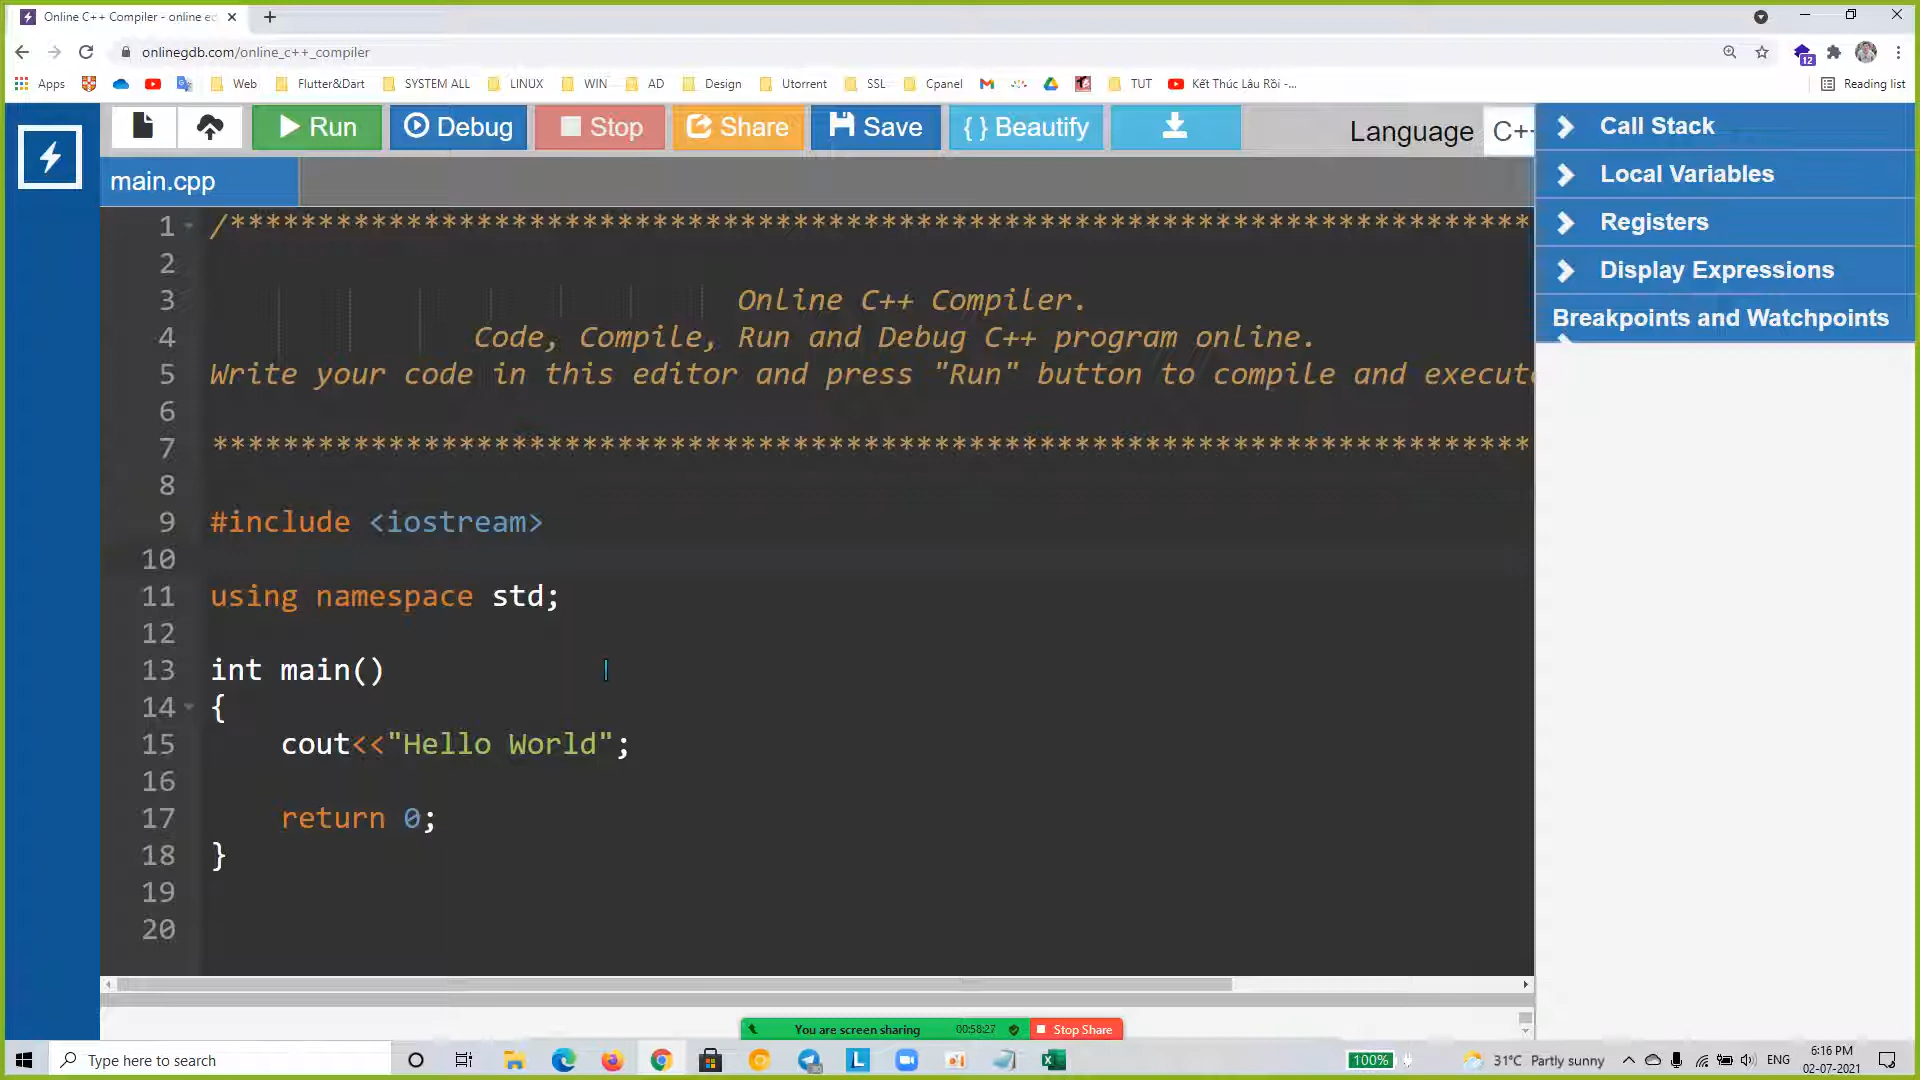 Online C++ Compiler - online ec
onlinegdb.com/online_c++_compiler
12
Apps
Web
Flutter&Dart
SYSTEM ALL
LINUX
WIN
AD
Design
Utorrent
SSL
Cpanel
TUT
Kết Thúc Lâu Rồi -...
Reading list
Run
Debug
Stop
Share
Save
{ } Beautify
Language
C+
main.cpp
Call Stack
Local Variables
Registers
Display Expressions
Breakpoints and Watchpoints
1 /******************************************************************************
2
3 Online C++ Compiler.
4 Code, Compile, Run and Debug C++ program online.
5 Write your code in this editor and press "Run" button to compile and execut
6
7 *******************************************************************************
8
9 #include <iostream>
10
11 using namespace std;
12
13 int main()
14 {
15 cout<<"Hello World";
16
17 return 0;
18 }
19
20
You are screen sharing
00:58:27
Stop Share
Type here to search
L
100%
31°C Partly sunny
ENG
6:16 PM
02-07-2021